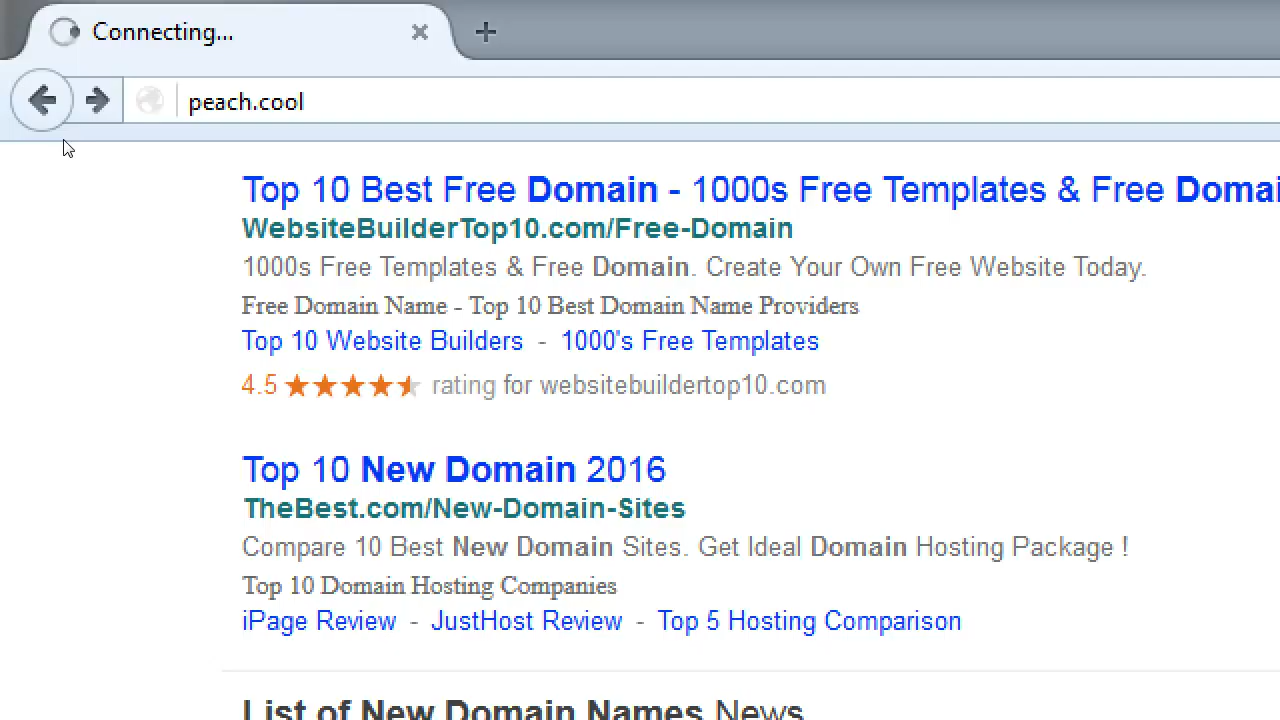 Connecting...
peach.cool
Top 10 Best Free Domain - 1000s Free Templates & Free Domai
WebsiteBuilderTop10.com/Free-Domain
1000s Free Templates & Free Domain. Create Your Own Free Website Today.
Free Domain Name - Top 10 Best Domain Name Providers
Top 10 Website Builders - 1000's Free Templates
4.5 ★★★★ rating for websitebuildertop10.com
Top 10 New Domain 2016
TheBest.com/New-Domain-Sites
Compare 10 Best New Domain Sites. Get Ideal Domain Hosting Package !
Top 10 Domain Hosting Companies
iPage Review - JustHost Review - Top 5 Hosting Comparison
List of New Domain Names News